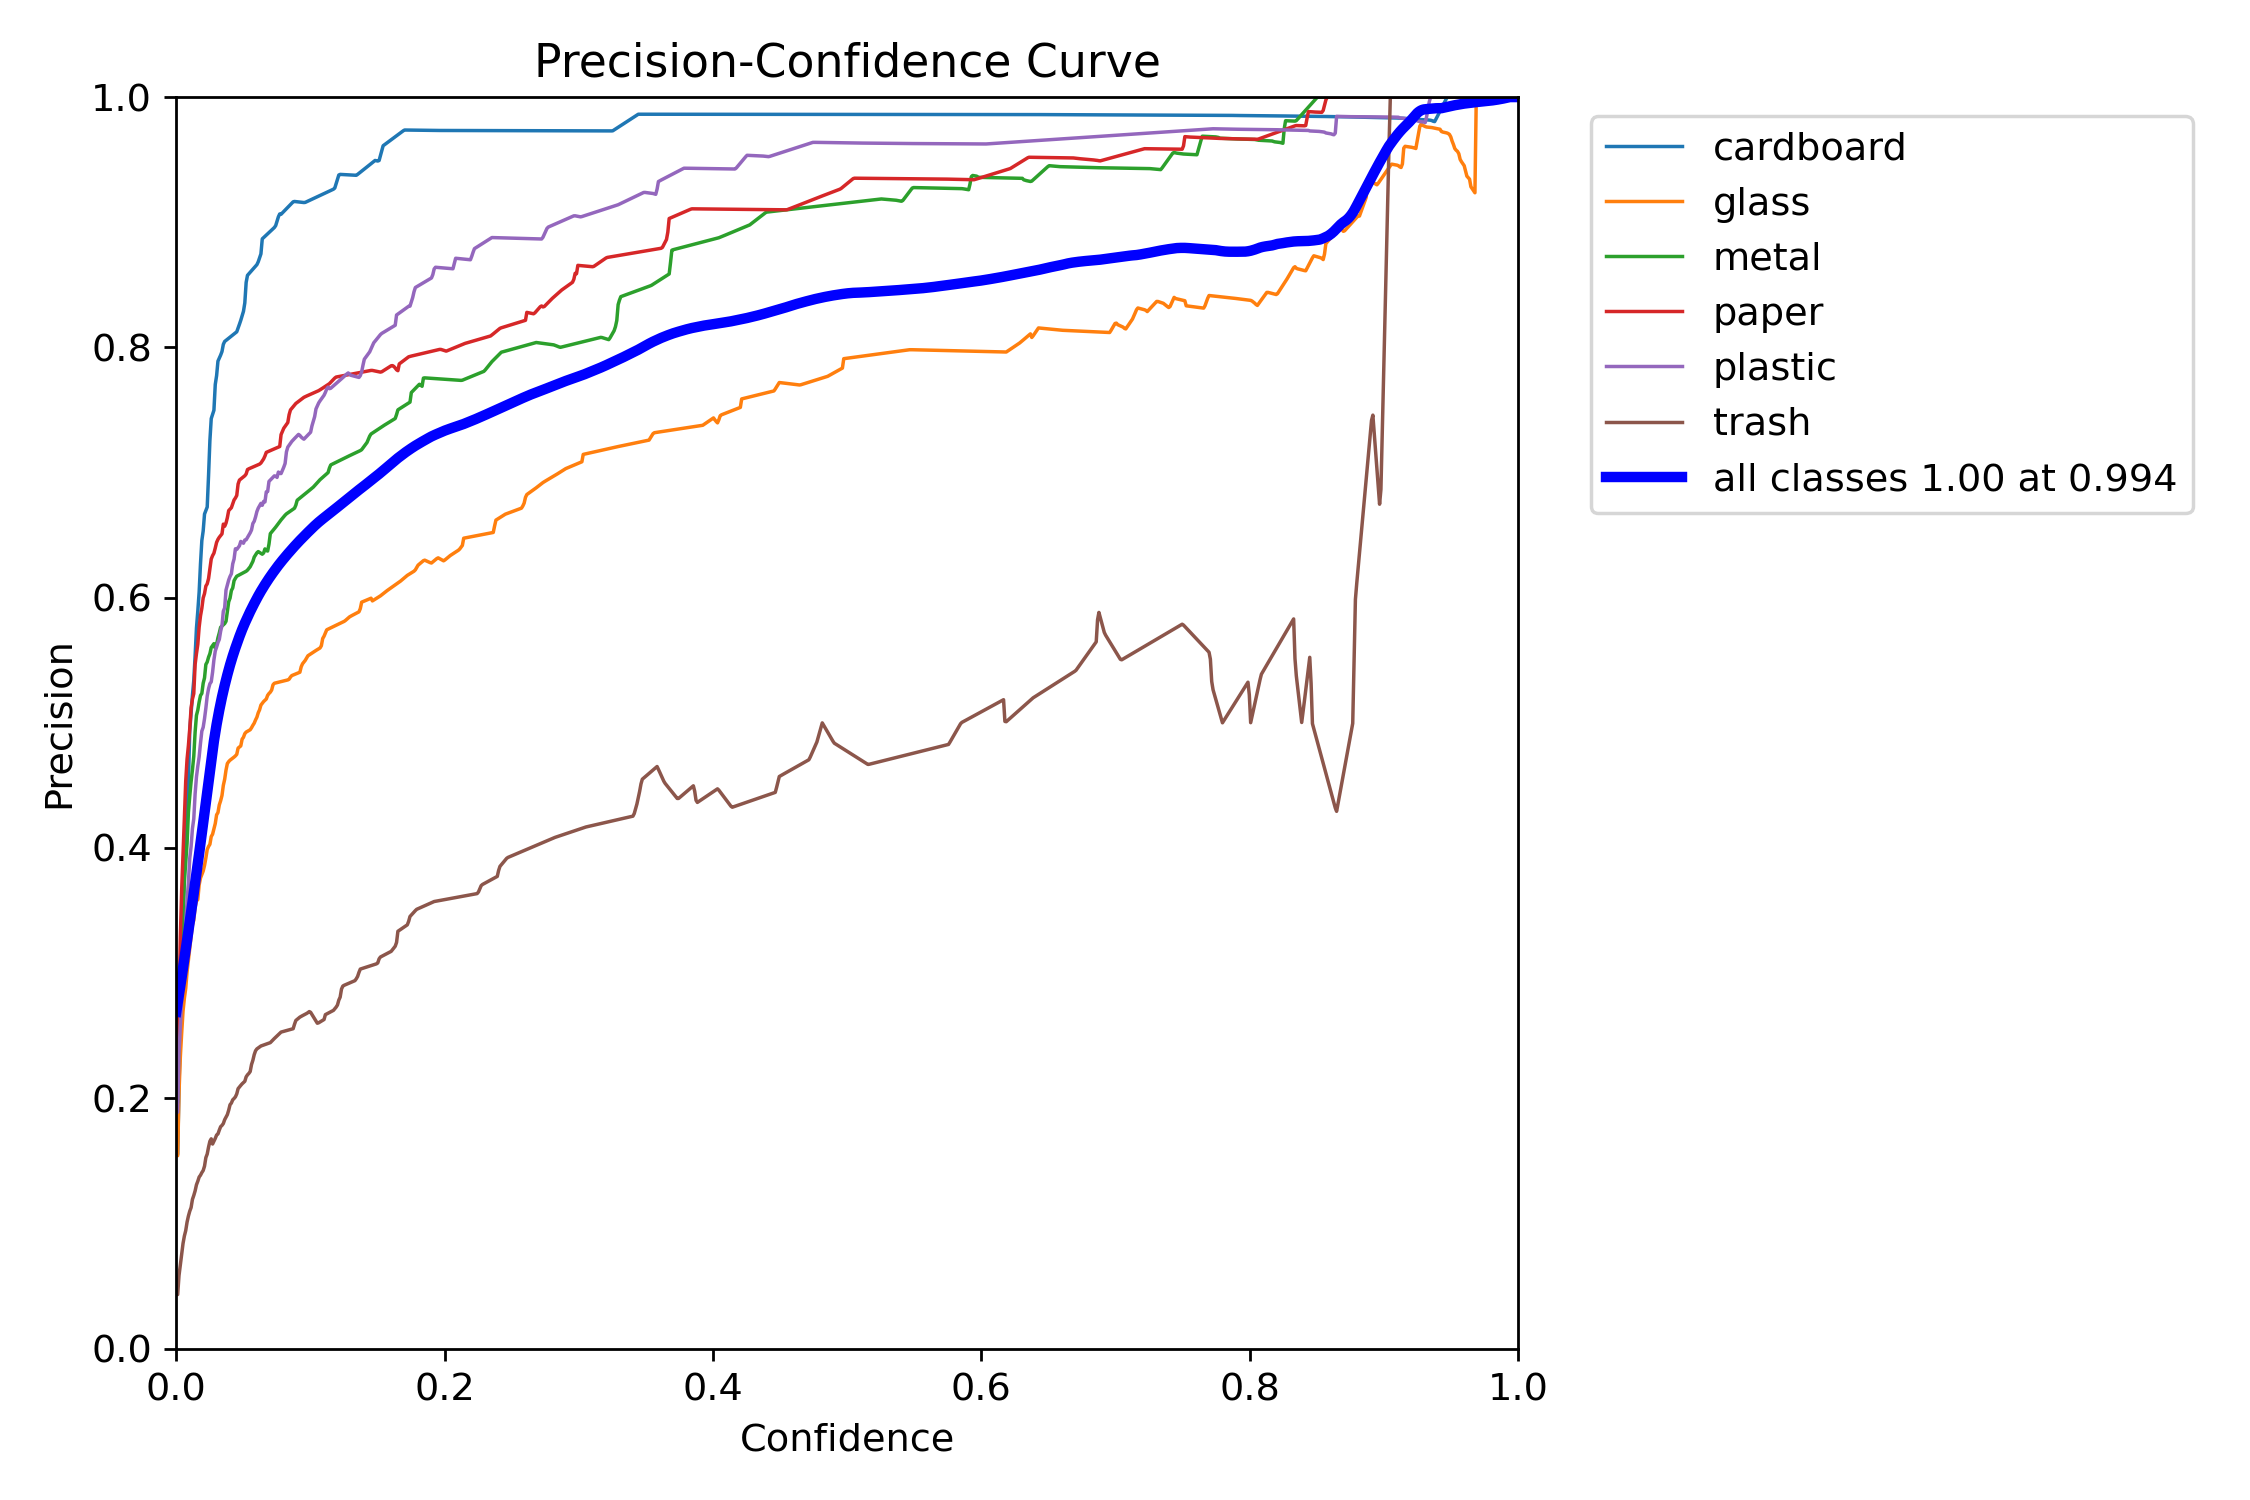 Precision-Confidence Curve
1.0
0.8
0.6
0.4
0.2
0.0
Precision
0.0 0.2 0.4 0.6 0.8 1.0
Confidence
cardboard
glass
metal
paper
plastic
trash
all classes 1.00 at 0.994